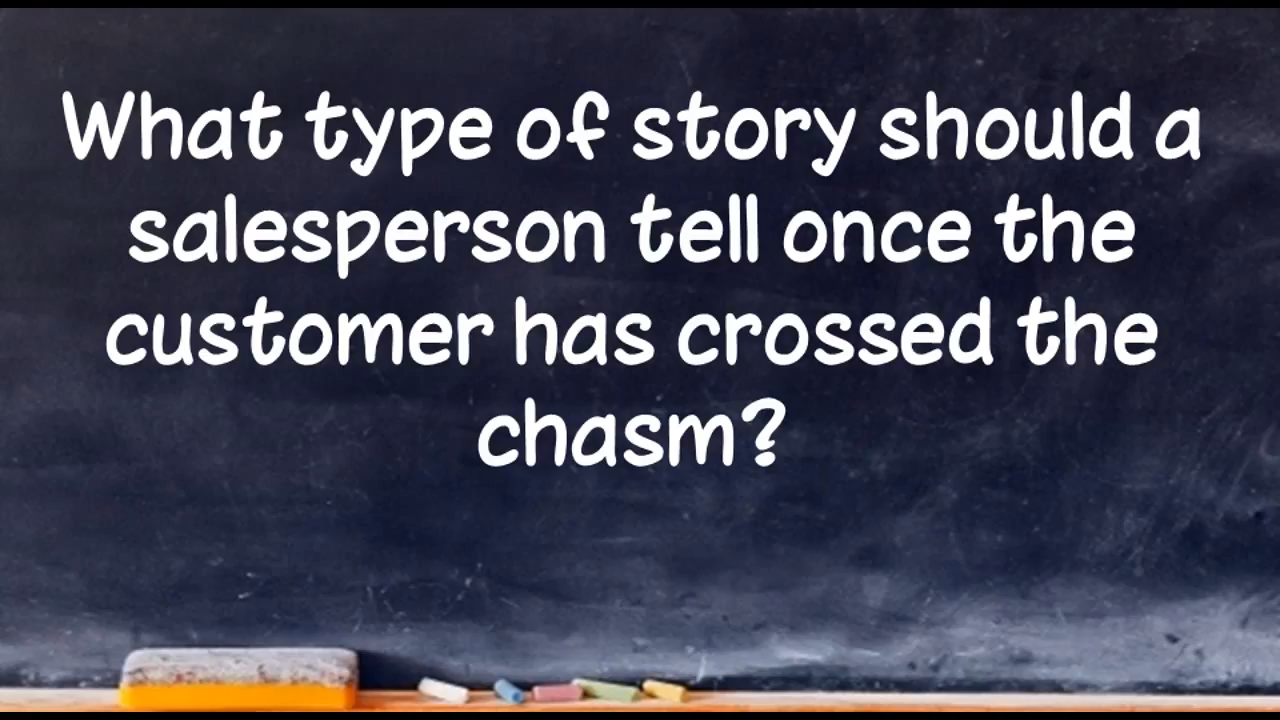 What type of story should a
salesperson tell once the
customer has crossed the
chasm?